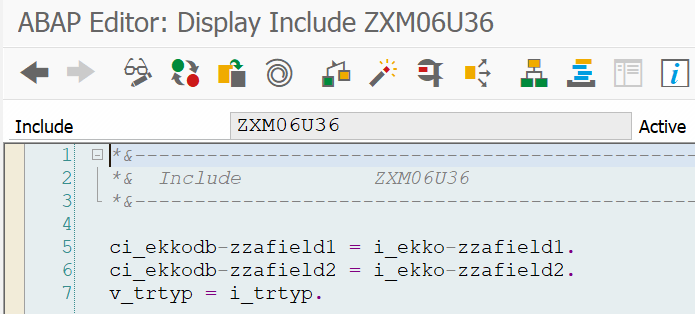 ABAP Editor: Display Include ZXM06U36
Include ZXM06U36 Active
1 *&---------------------------------------------------
2 *& Include ZXM06U36
3 *&---------------------------------------------------
4
5 ci_ekkodb-zzafield1 = i_ekko-zzafield1.
6 ci_ekkodb-zzafield2 = i_ekko-zzafield2.
7 v_trtyp = i_trtyp.